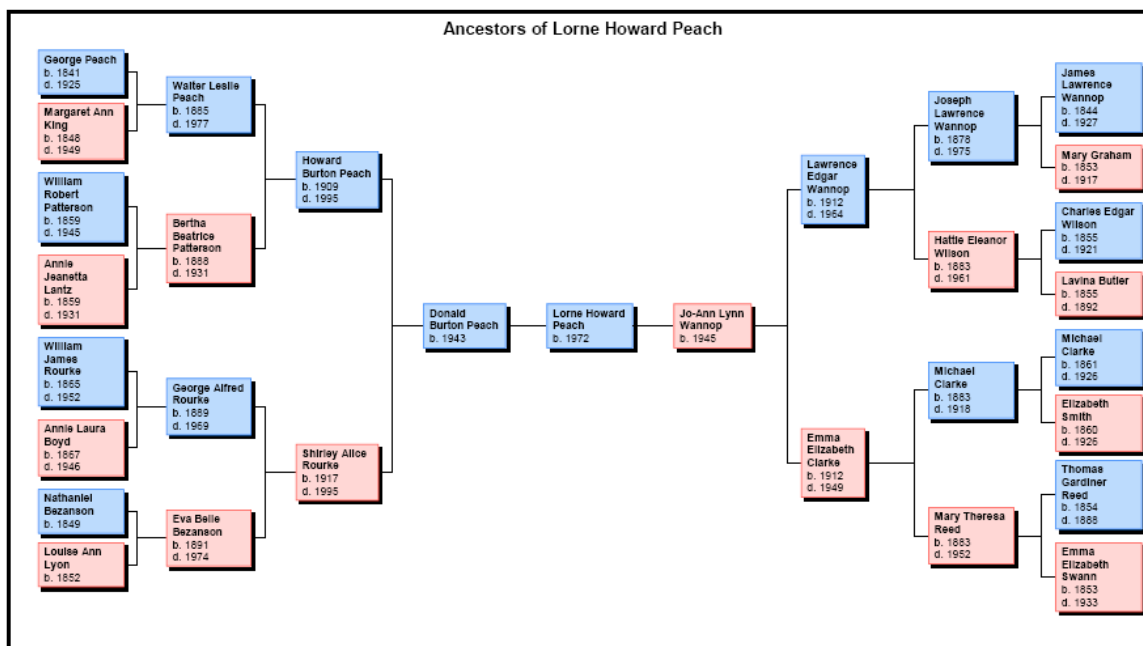 Ancestors of Lorne Howard Peach
George Peach
b. 1841
d. 1925
Margaret Ann
King
b. 1848
d. 1949
William
Robert
Patterson
b. 1859
d. 1945
Annie
Jeanetta
Lantz
b. 1859
d. 1931
William
James
Rourke
b. 1865
d. 1952
Annie Laura
Boyd
b. 1867
d. 1946
Nathaniel
Bezanson
b. 1849
Louise Ann
Lyon
b. 1852
Walter Leslie
Peach
b. 1885
d. 1977
Bertha
Beatrice
Patterson
b. 1888
d. 1931
George Alfred
Rourke
b. 1889
d. 1969
Eva Belle
Bezanson
b. 1891
d. 1974
Howard
Burton Peach
b. 1909
d. 1995
Shirley Alice
Rourke
b. 1917
d. 1995
Donald
Burton Peach
b. 1943
Lorne Howard
Peach
b. 1972
Jo-Ann Lynn
Wannop
b. 1945
Lawrence
Edgar
Wannop
b. 1912
d. 1964
Emma
Elizabeth
Clarke
b. 1912
d. 1949
Joseph
Lawrence
Wannop
b. 1878
d. 1975
Hattie Eleanor
Wilson
b. 1883
d. 1961
Michael
Clarke
b. 1883
d. 1918
Mary Theresa
Reed
b. 1883
d. 1952
James
Lawrence
Wannop
b. 1844
d. 1927
Mary Graham
b. 1853
d. 1917
Charles Edgar
Wilson
b. 1855
d. 1921
Lavina Butler
b. 1855
d. 1892
Michael
Clarke
b. 1861
d. 1926
Elizabeth
Smith
b. 1860
d. 1926
Thomas
Gardiner
Reed
b. 1854
d. 1888
Emma
Elizabeth
Swann
b. 1853
d. 1933